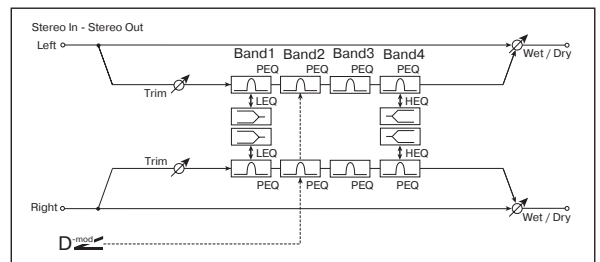 Stereo In - Stereo Out
Left
Wet / Dry
Band1 Band2 Band3 Band4
PEQ PEQ PEQ PEQ
Trim
LEQ HEQ
LEQ HEQ
Trim
PEQ PEQ PEQ PEQ
Right
Wet / Dry
D-mod